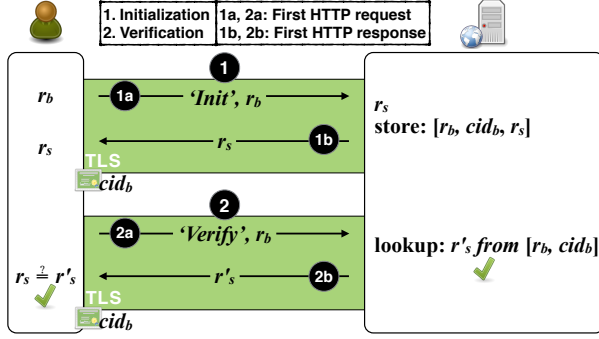 1. Initialization
2. Verification
1a, 2a: First HTTP request
1b, 2b: First HTTP response
1
r_b
1a
'Init', r_b
r_s
r_s
r_s
1b
store: [r_b, cid_b, r_s]
TLS
cid_b
2
2a
'Verify', r_b
lookup: r's from [r_b, cid_b]
r_s ≟ r'_s
r'_s
2b
TLS
cid_b